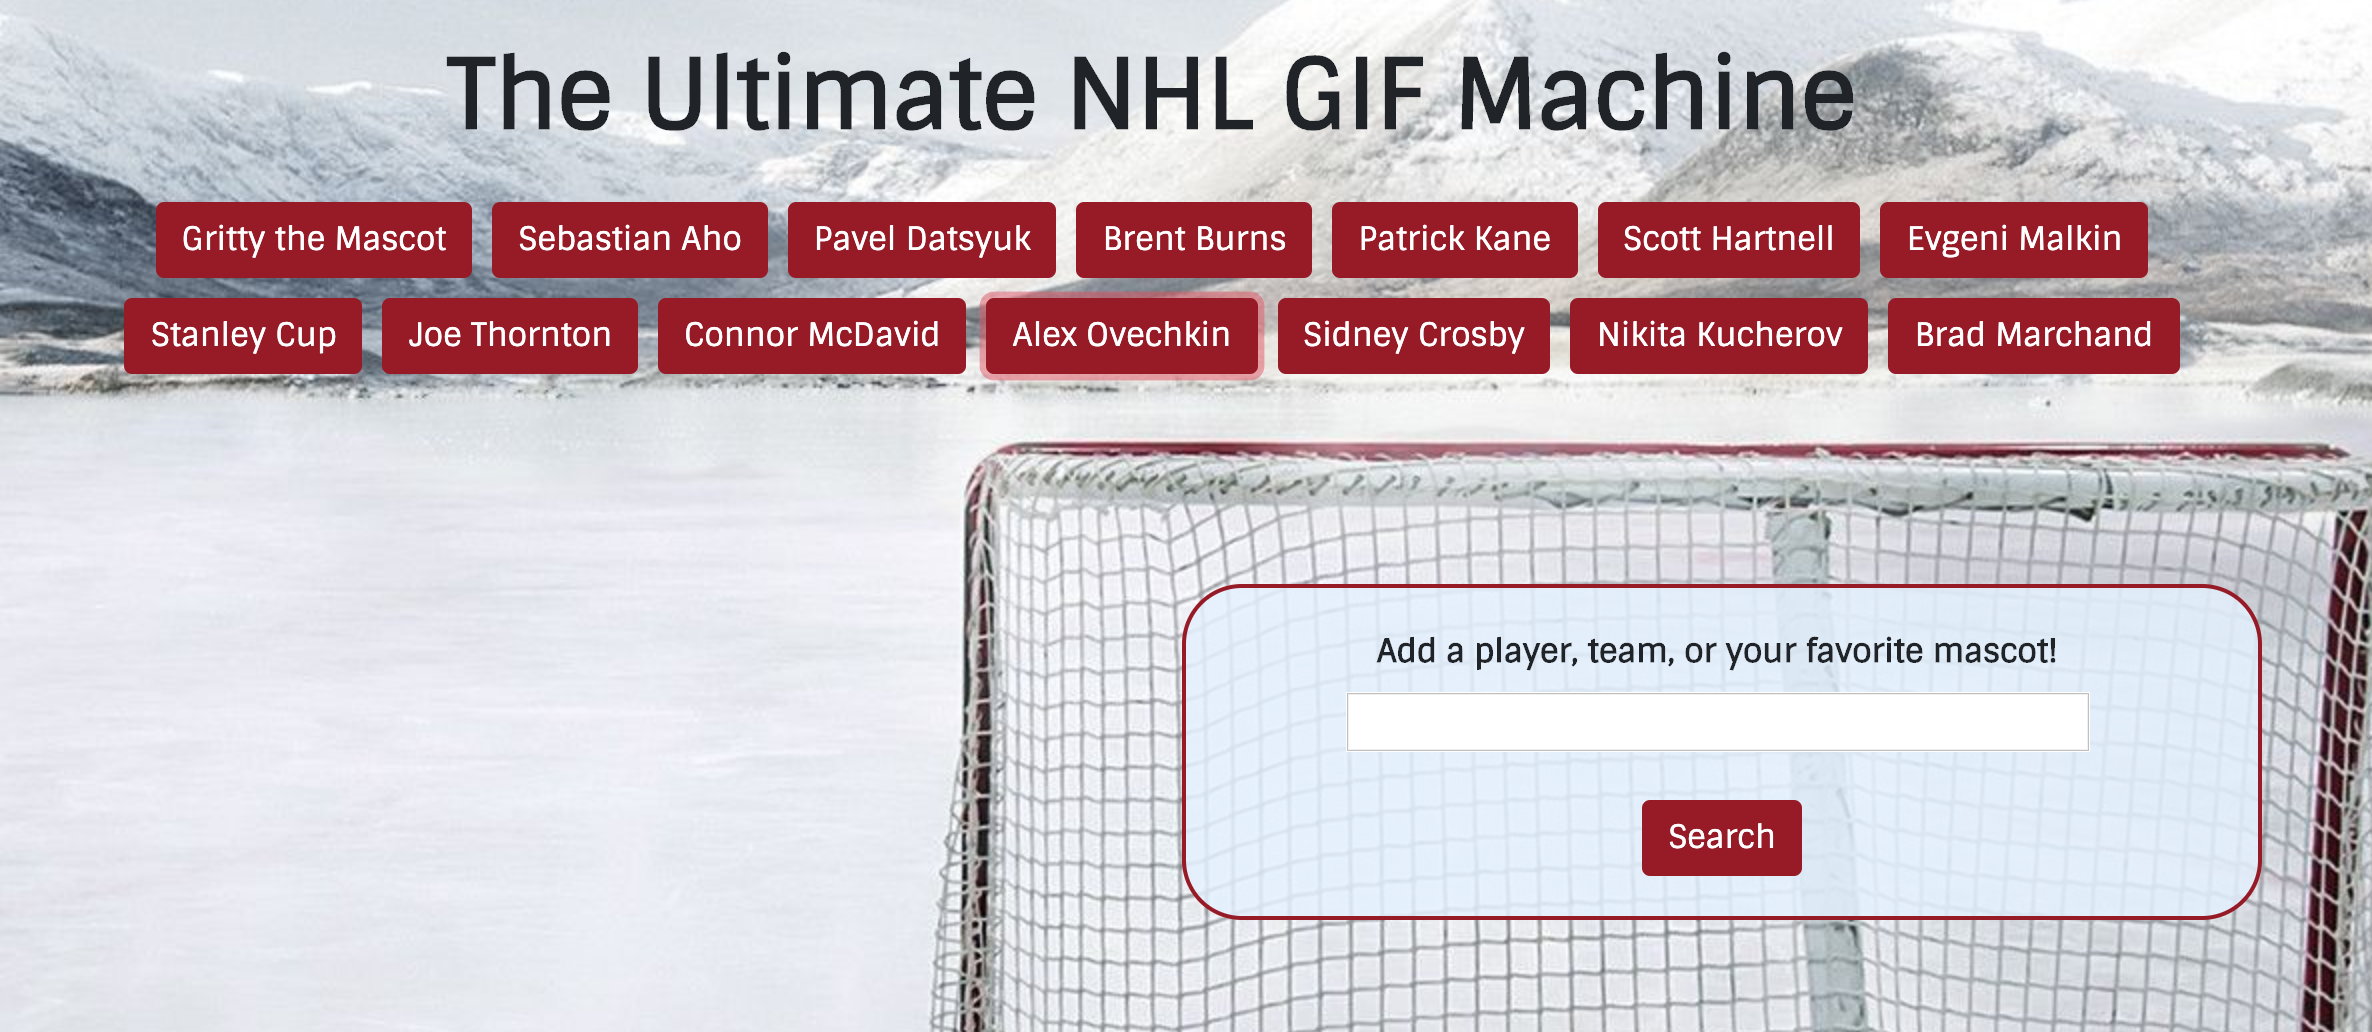 The Ultimate NHL GIF Machine
Gritty the Mascot Sebastian Aho Pavel Datsyuk Brent Burns Patrick Kane Scott Hartnell Evgeni Malkin
Stanley Cup Joe Thornton Connor McDavid Alex Ovechkin Sidney Crosby Nikita Kucherov Brad Marchand
Add a player, team, or your favorite mascot!
Search